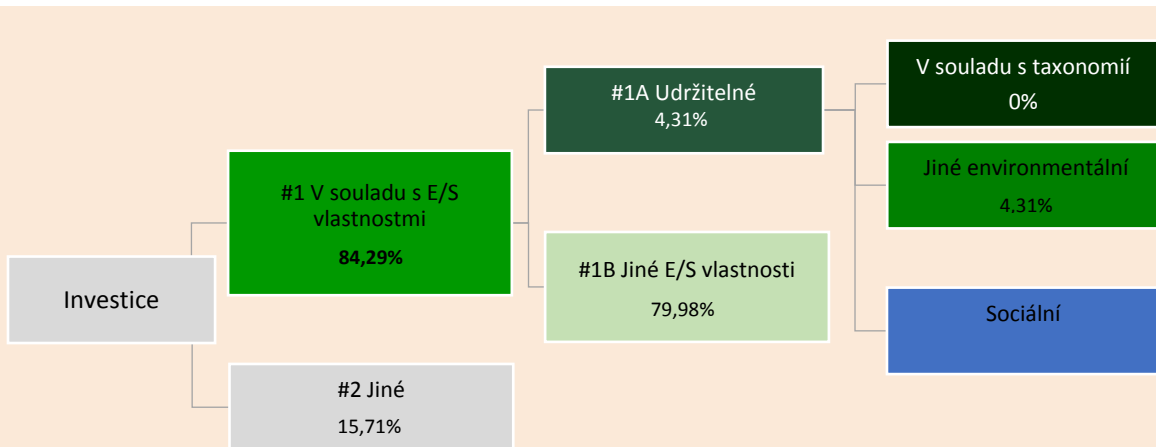 Investice
#1 V souladu s E/S
vlastnostmi
84,29%
#2 Jiné
15,71%
#1A Udržitelné
4,31%
#1B Jiné E/S vlastnosti
79,98%
V souladu s taxonomií
0%
Jiné environmentální
4,31%
Sociální